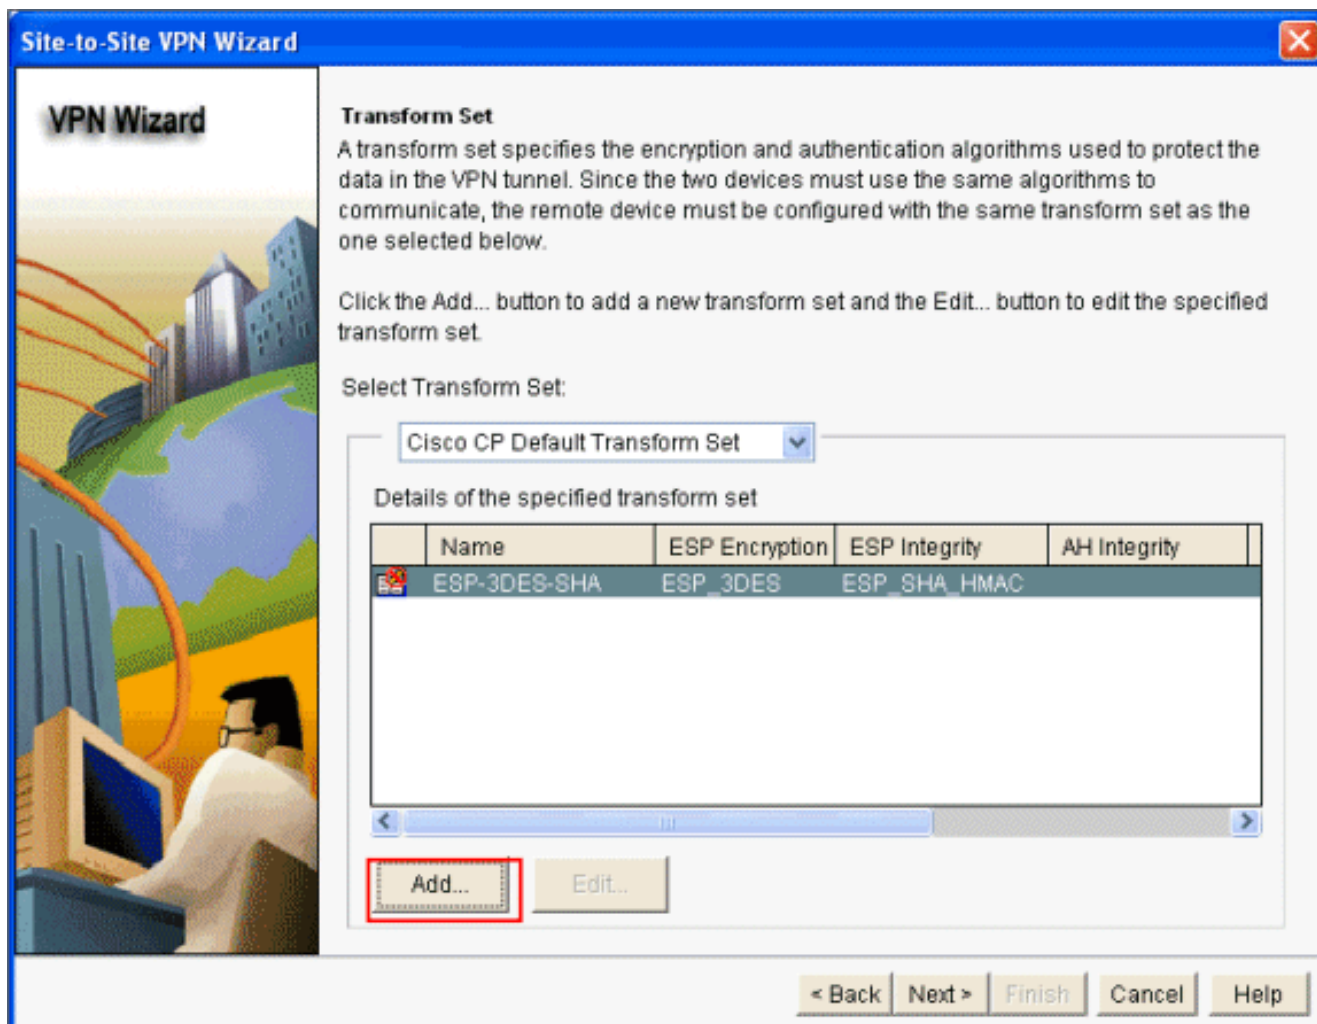 Site-to-Site VPN Wizard
VPN Wizard
Transform Set
A transform set specifies the encryption and authentication algorithms used to protect the
data in the VPN tunnel. Since the two devices must use the same algorithms to
communicate, the remote device must be configured with the same transform set as the
one selected below.
Click the Add... button to add a new transform set and the Edit... button to edit the specified
transform set.
Select Transform Set:
Cisco CP Default Transform Set
Details of the specified transform set
Name ESP Encryption ESP Integrity AH Integrity
ESP-3DES-SHA ESP_3DES ESP_SHA_HMAC
Add... Edit...
< Back Next > Finish Cancel Help